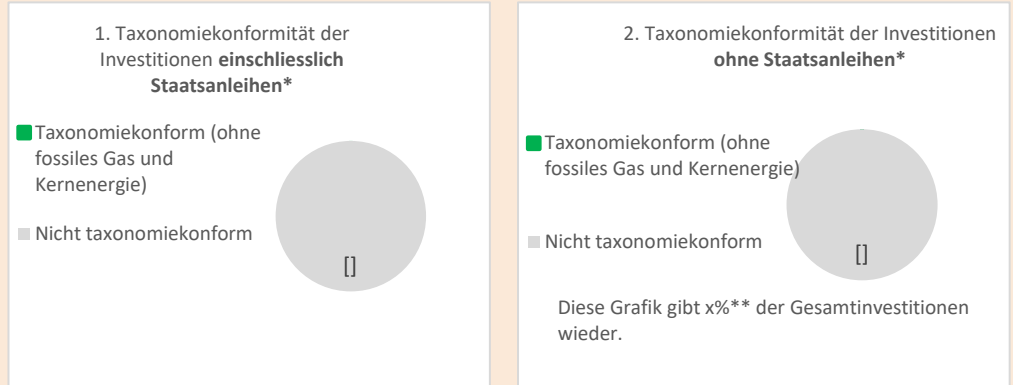 1. Taxonomiekonformität der
Investitionen einschliesslich
Staatsanleihen*
Taxonomiekonform (ohne
fossiles Gas und
Kernenergie)
Nicht taxonomiekonform
[]
2. Taxonomiekonformität der Investitionen
ohne Staatsanleihen*
Taxonomiekonform (ohne
fossiles Gas und Kernenergie)
Nicht taxonomiekonform
[]
Diese Grafik gibt x%** der Gesamtinvestitionen
wieder.